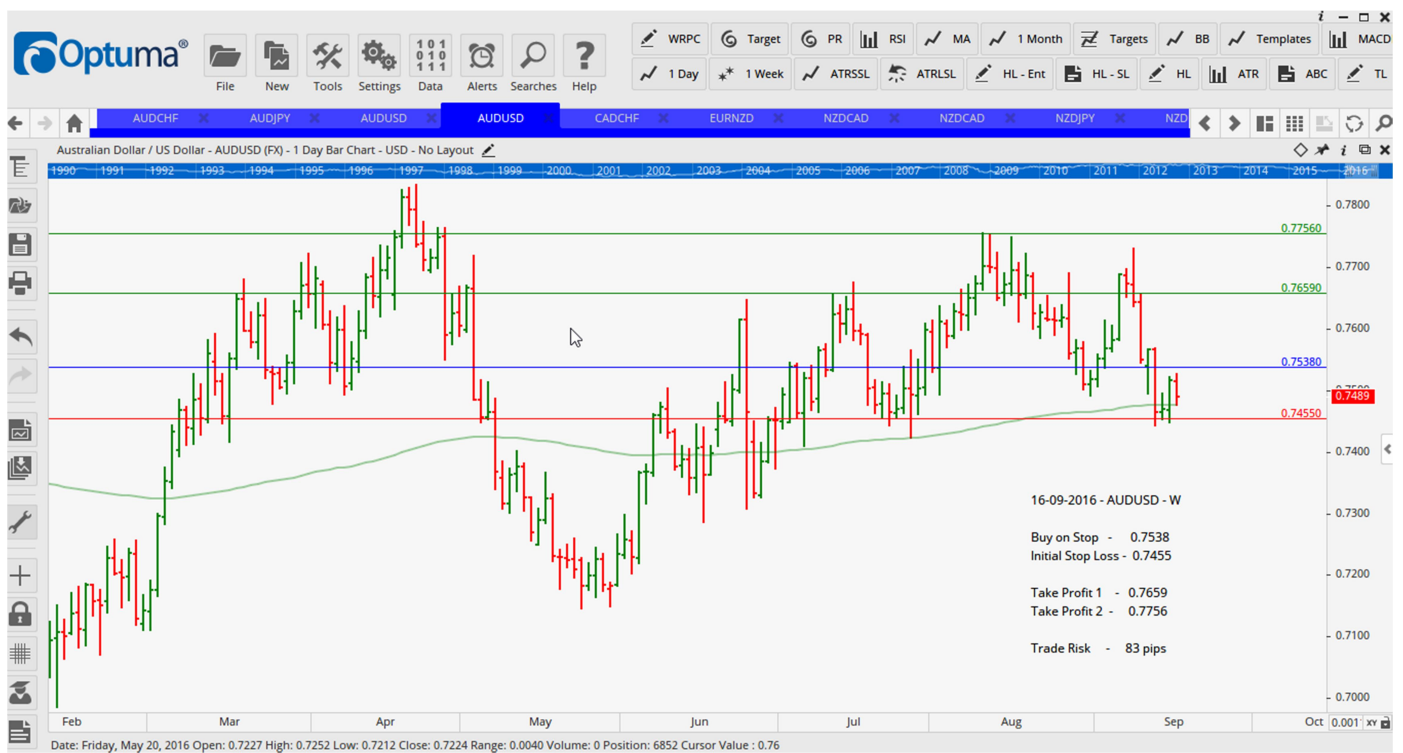 i
Optuma®
File New Tools Settings Data Alerts Searches Help
101
010
111
WRPC Target PR RSI MA 1 Month Targets BB Templates MACD
1 Day 1 Week ATRSSL ATRLSL HL - Ent HL - SL HL ATR ABC TL
AUDCHF AUDJPY AUDUSD AUDUSD CADCHF EURNZD NZDCAD NZDCAD NZDJPY NZD
Australian Dollar / US Dollar - AUDUSD (FX) - 1 Day Bar Chart - USD - No Layout
1990 1991 1992 1993 1994 1995 1996 1997 1998 1999 2000 2001 2002 2003 2004 2005 2006 2007 2008 2009 2010 2011 2012 2013 2014 2015 2016
0.7800
0.77560
0.7700
0.76590
0.7600
0.75380
0.7500
0.7489
0.74550
0.7400
16-09-2016 - AUDUSD - W
0.7300
Buy on Stop - 0.7538
Initial Stop Loss - 0.7455
0.7200
Take Profit 1 - 0.7659
Take Profit 2 - 0.7756
0.7100
Trade Risk - 83 pips
0.7000
Feb Mar Apr May Jun Jul Aug Sep Oct 0.001 XY
Date: Friday, May 20, 2016 Open: 0.7227 High: 0.7252 Low: 0.7212 Close: 0.7224 Range: 0.0040 Volume: 0 Position: 6852 Cursor Value : 0.76